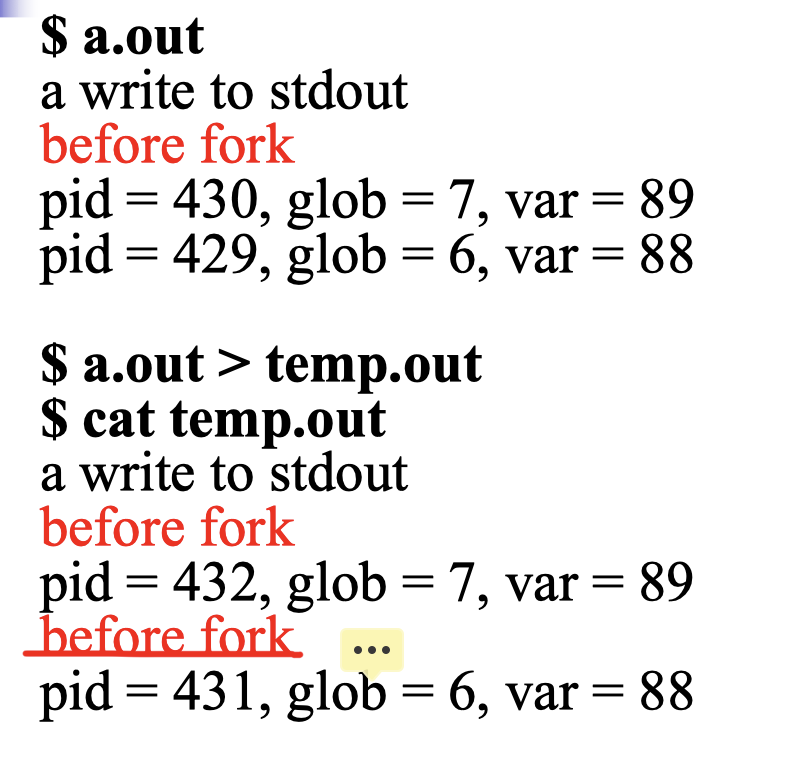 $ a.out
a write to stdout
before fork
pid = 430, glob = 7, var = 89
pid = 429, glob = 6, var = 88
$ a.out > temp.out
$ cat temp.out
a write to stdout
before fork
pid = 432, glob = 7, var = 89
before fork
pid = 431, glob = 6, var = 88